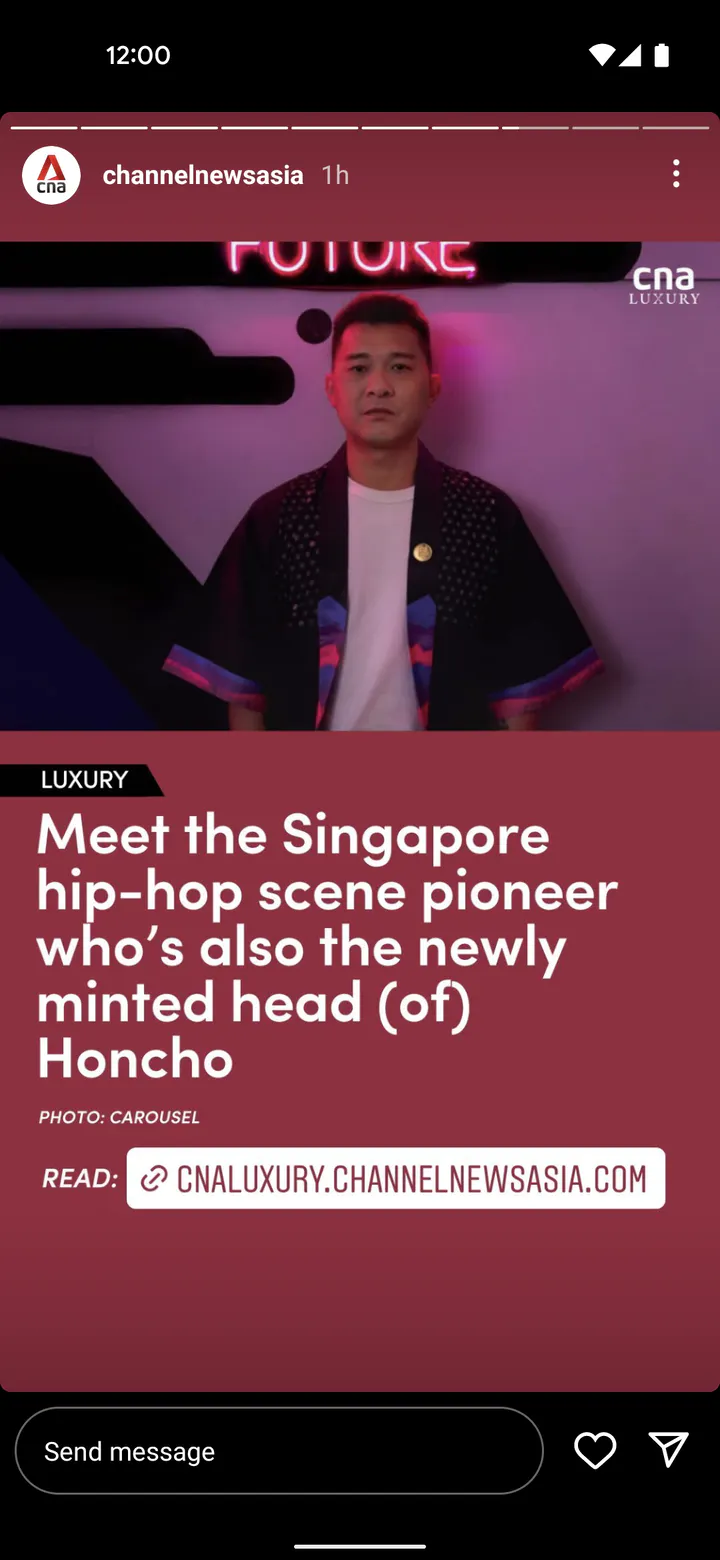 12:00
cna
channelnewsasia 1h
FUTURE
cna
LUXURY
LUXURY
Meet the Singapore
hip-hop scene pioneer
who’s also the newly
minted head (of)
Honcho
PHOTO: CAROUSEL
READ: CNALUXURY.CHANNELNEWSASIA.COM
Send message